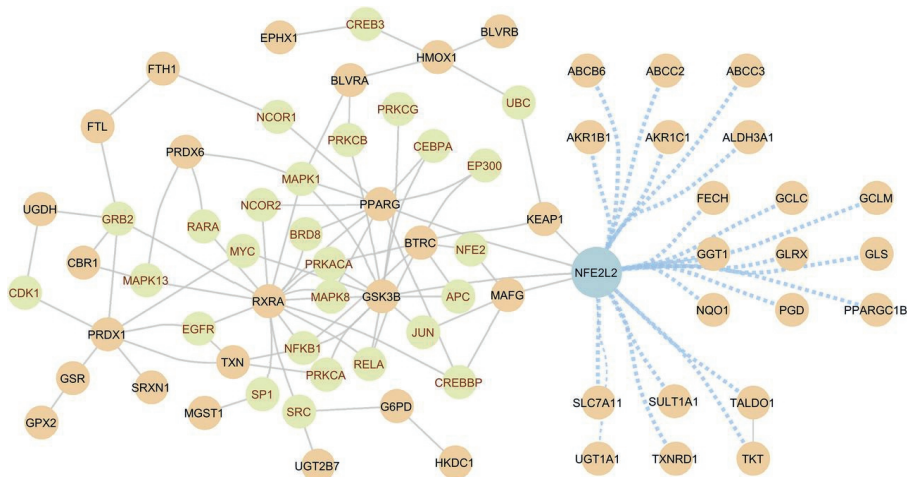 CREB3
EPHX1
BLVRB
HMOX1
FTH1
BLVRA
ABCB6
ABCC2
ABCC3
PRKCG
UBC
NCOR1
FTL
PRKCB
CEBPA
AKR1B1
AKR1C1
ALDH3A1
PRDX6
EP300
MAPK1
FECH
GCLC
GCLM
UGDH
NCOR2
PPARG
GRB2
RARA
KEAP1
BRD8
MYC
BTRC
NFE2
GGT1
GLRX
GLS
CBR1
PRKACA
NFE2L2
MAPK13
CDK1
RXRA
MAPK8
GSK3B
APC
MAFG
NQO1
PGD
PPARGC1B
PRDX1
EGFR
JUN
NFKB1
TXN
RELA
GSR
PRKCA
CREBBP
SRXN1
SP1
SLC7A11
SULT1A1
TALDO1
MGST1
SRC
G6PD
GPX2
UGT2B7
HKDC1
UGT1A1
TXNRD1
TKT